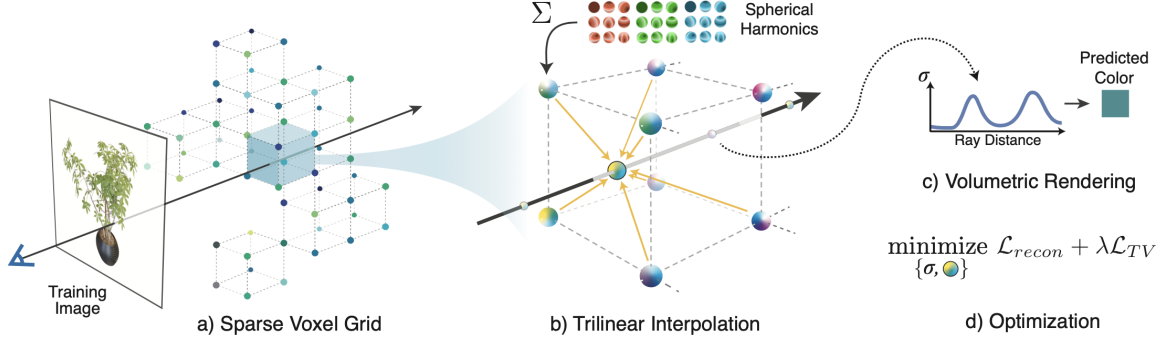 Σ
Spherical
Harmonics
σ
Ray Distance
Predicted
Color
c) Volumetric Rendering
Training
Image
a) Sparse Voxel Grid
b) Trilinear Interpolation
minimize ℒ_recon + λℒ_TV
{σ, }
d) Optimization